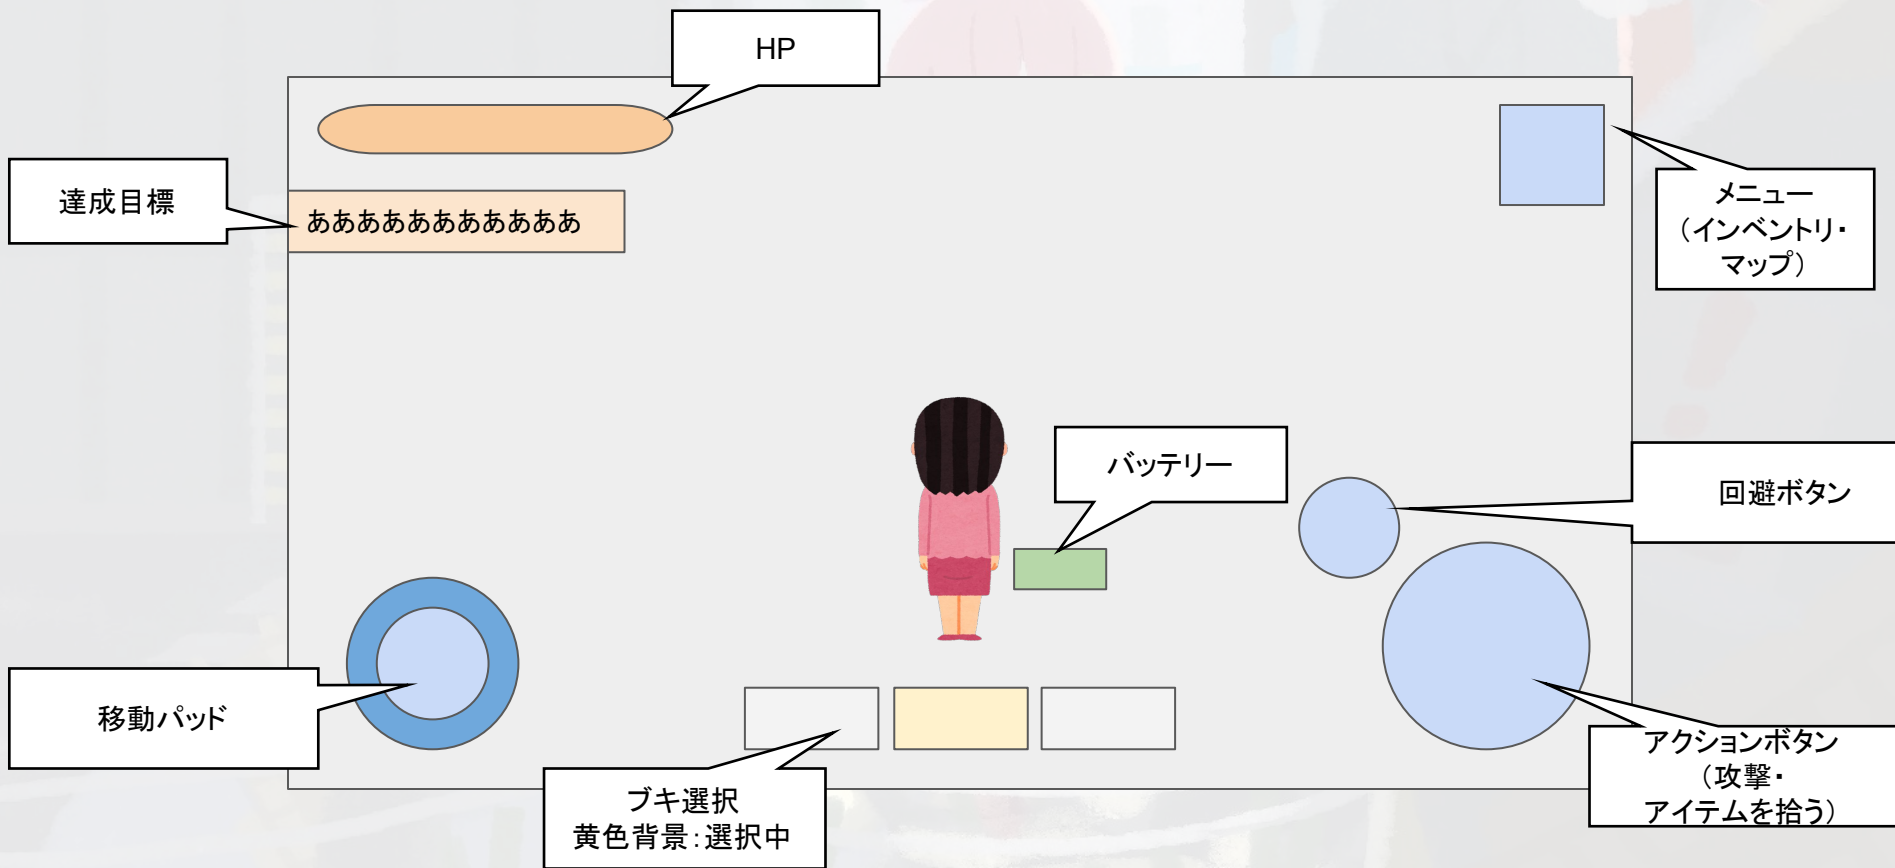 HP
達成目標
あああああああああああ
メニュー
（インベントリ・
マップ）
バッテリー
回避ボタン
移動パッド
ブキ選択
黄色背景：選択中
アクションボタン
（攻撃・
アイテムを拾う）